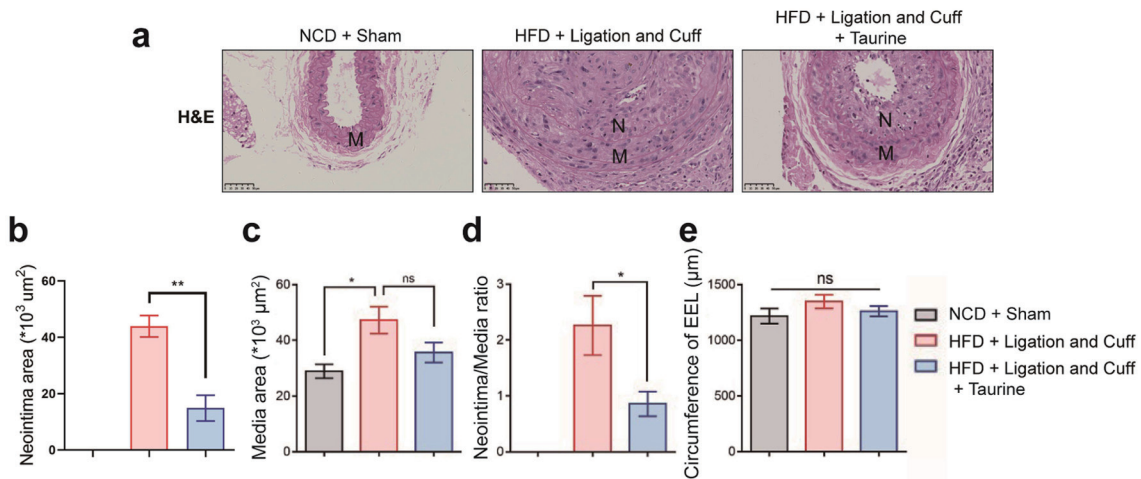 a
NCD + Sham
HFD + Ligation and Cuff
HFD + Ligation and Cuff
+ Taurine
H&E
M
N
M
N
M
b
Neointima area (*10³ um²)
60
40
20
0
**
c
Media area (*10³ μm²)
60
40
20
0
*
ns
d
Neointima/Media ratio
4
3
2
1
0
*
e
Circumference of EEL (μm)
1500
1000
500
0
ns
NCD + Sham
HFD + Ligation and Cuff
HFD + Ligation and Cuff
+ Taurine